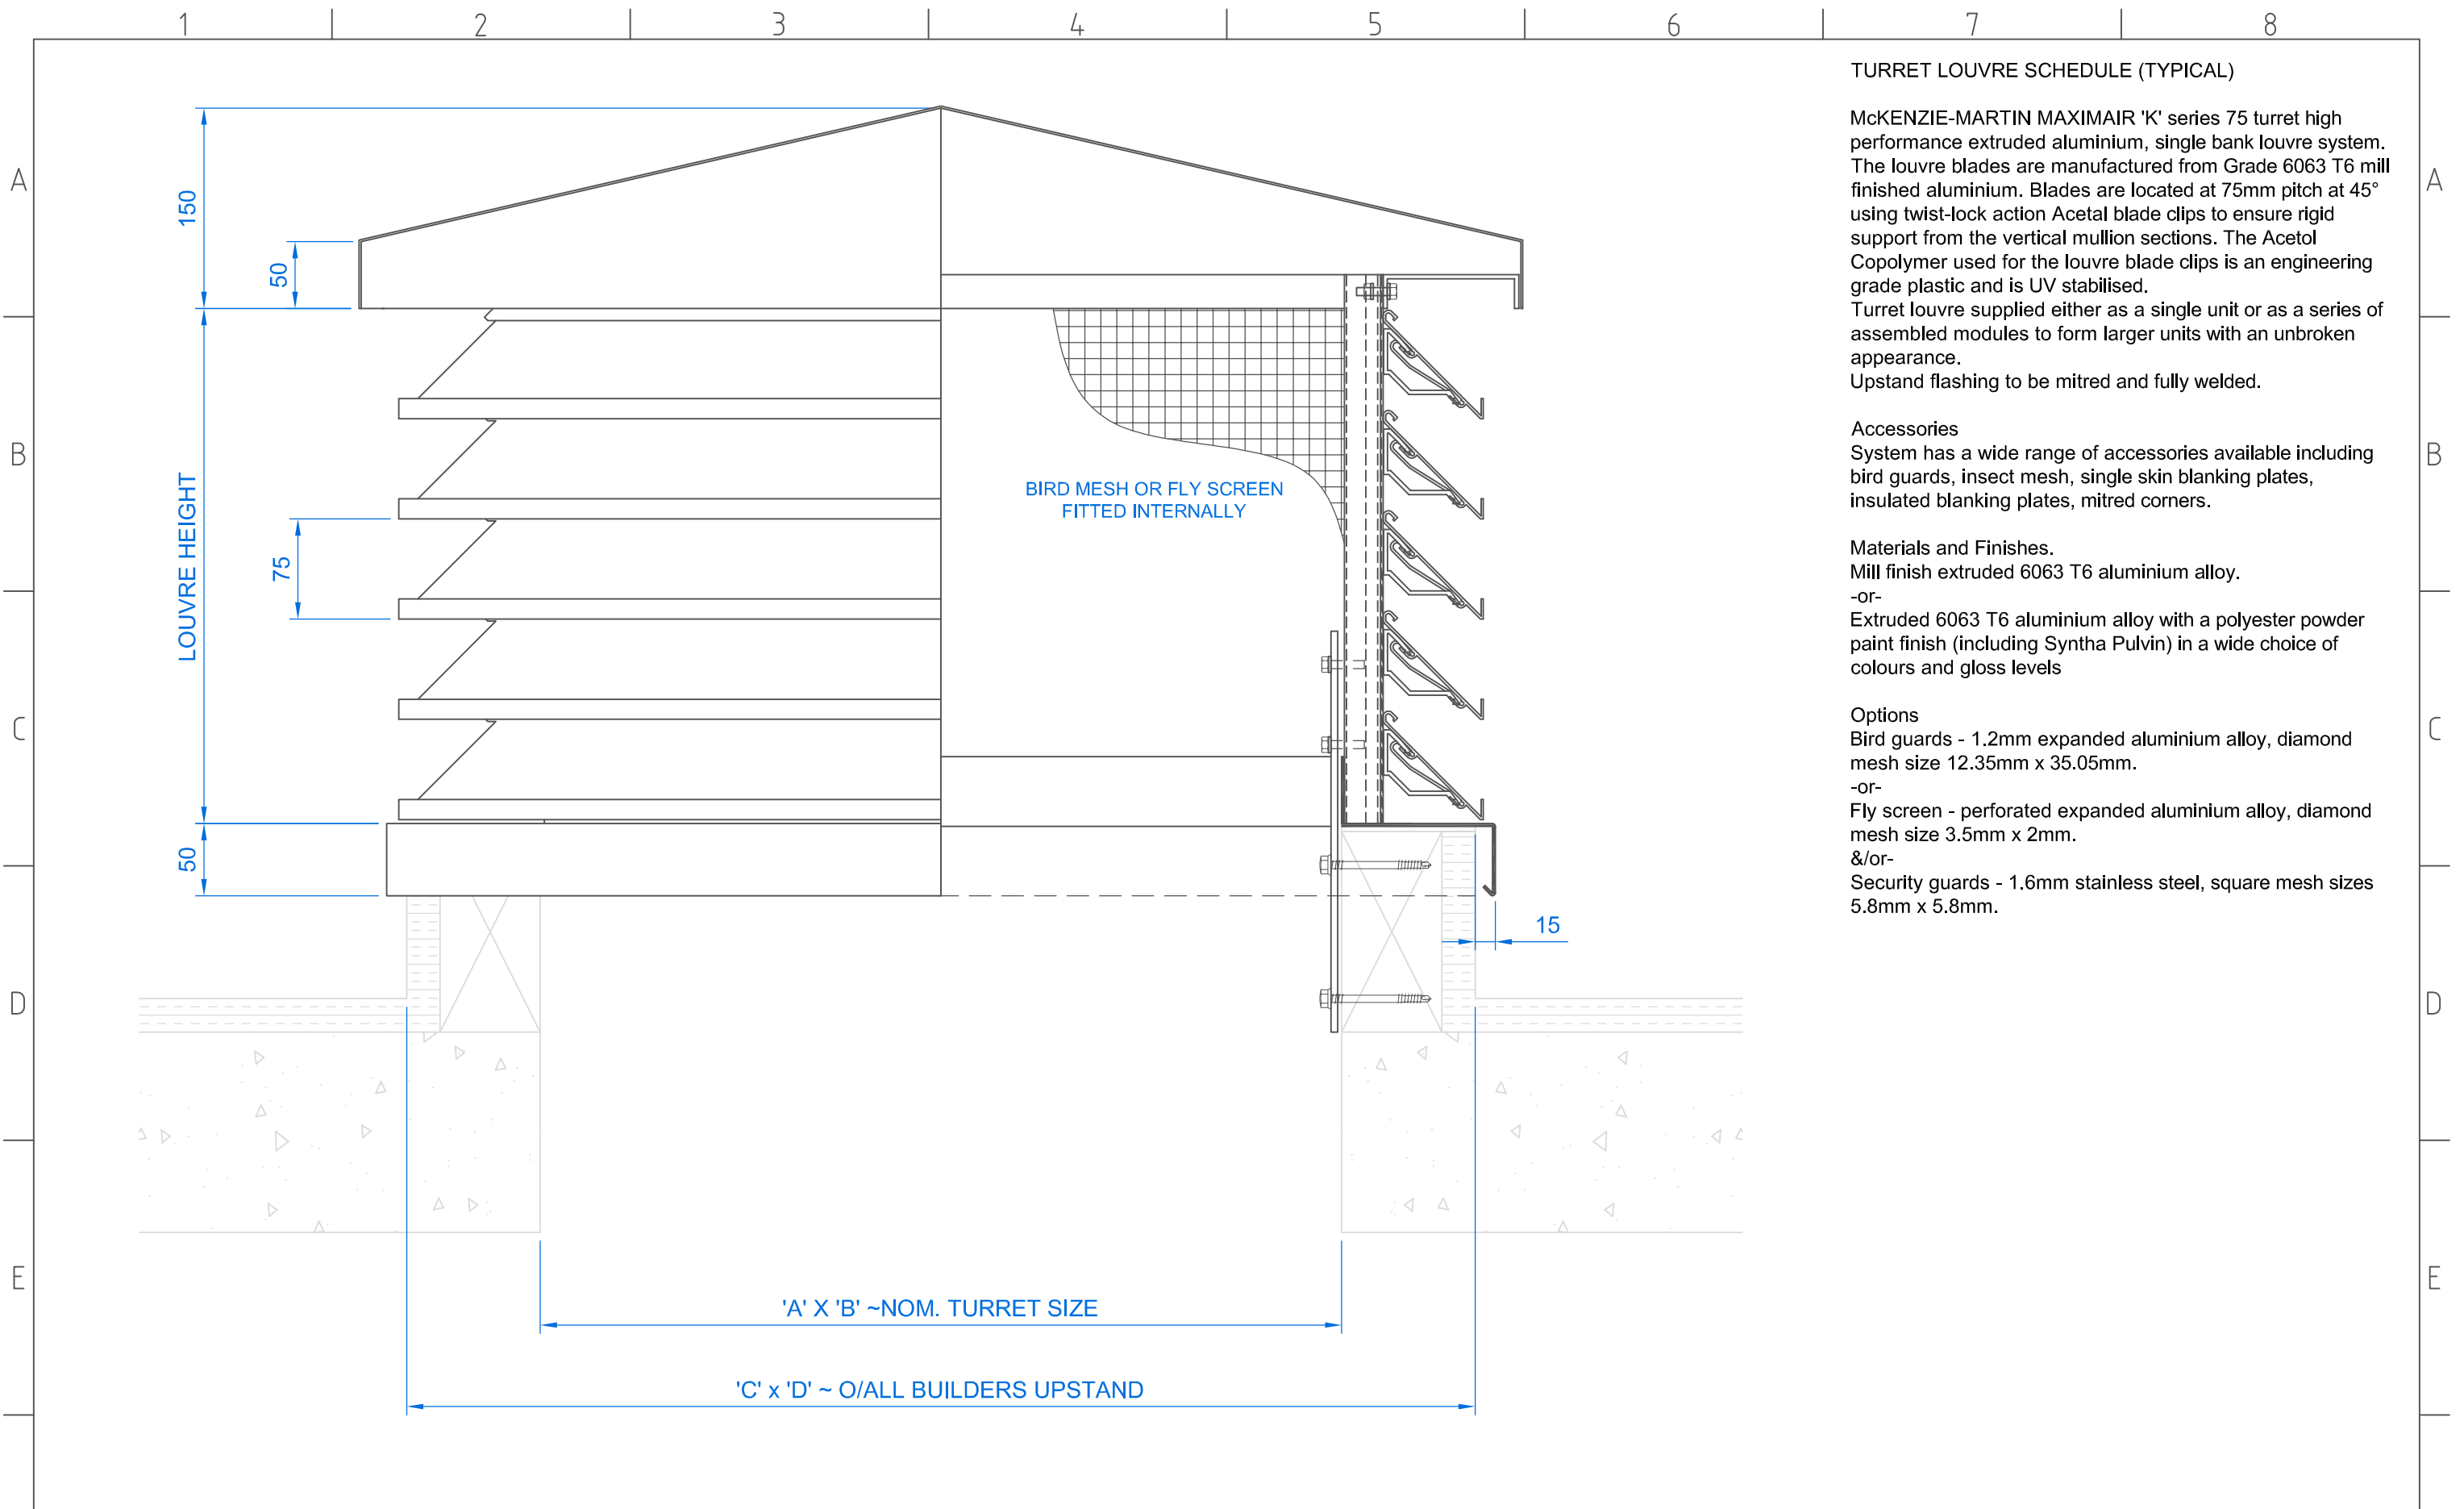 1 2 3 4 5 6 7 8
TURRET LOUVRE SCHEDULE (TYPICAL)
McKENZIE-MARTIN MAXIMAIR 'K' series 75 turret high
performance extruded aluminium, single bank louvre system.
The louvre blades are manufactured from Grade 6063 T6 mill
finished aluminium. Blades are located at 75mm pitch at 45°
using twist-lock action Acetal blade clips to ensure rigid
support from the vertical mullion sections. The Acetol
Copolymer used for the louvre blade clips is an engineering
grade plastic and is UV stabilised.
Turret louvre supplied either as a single unit or as a series of
assembled modules to form larger units with an unbroken
appearance.
Upstand flashing to be mitred and fully welded.
Accessories
System has a wide range of accessories available including
bird guards, insect mesh, single skin blanking plates,
insulated blanking plates, mitred corners.
Materials and Finishes.
Mill finish extruded 6063 T6 aluminium alloy.
-or-
Extruded 6063 T6 aluminium alloy with a polyester powder
paint finish (including Syntha Pulvin) in a wide choice of
colours and gloss levels
Options
Bird guards - 1.2mm expanded aluminium alloy, diamond
mesh size 12.35mm x 35.05mm.
-or-
Fly screen - perforated expanded aluminium alloy, diamond
mesh size 3.5mm x 2mm.
&/or-
Security guards - 1.6mm stainless steel, square mesh sizes
5.8mm x 5.8mm.
A
A
150
50
B
B
LOUVRE HEIGHT
75
BIRD MESH OR FLY SCREEN
FITTED INTERNALLY
C
C
50
15
D
D
E
E
'A' X 'B' ~NOM. TURRET SIZE
'C' x 'D' ~ O/ALL BUILDERS UPSTAND